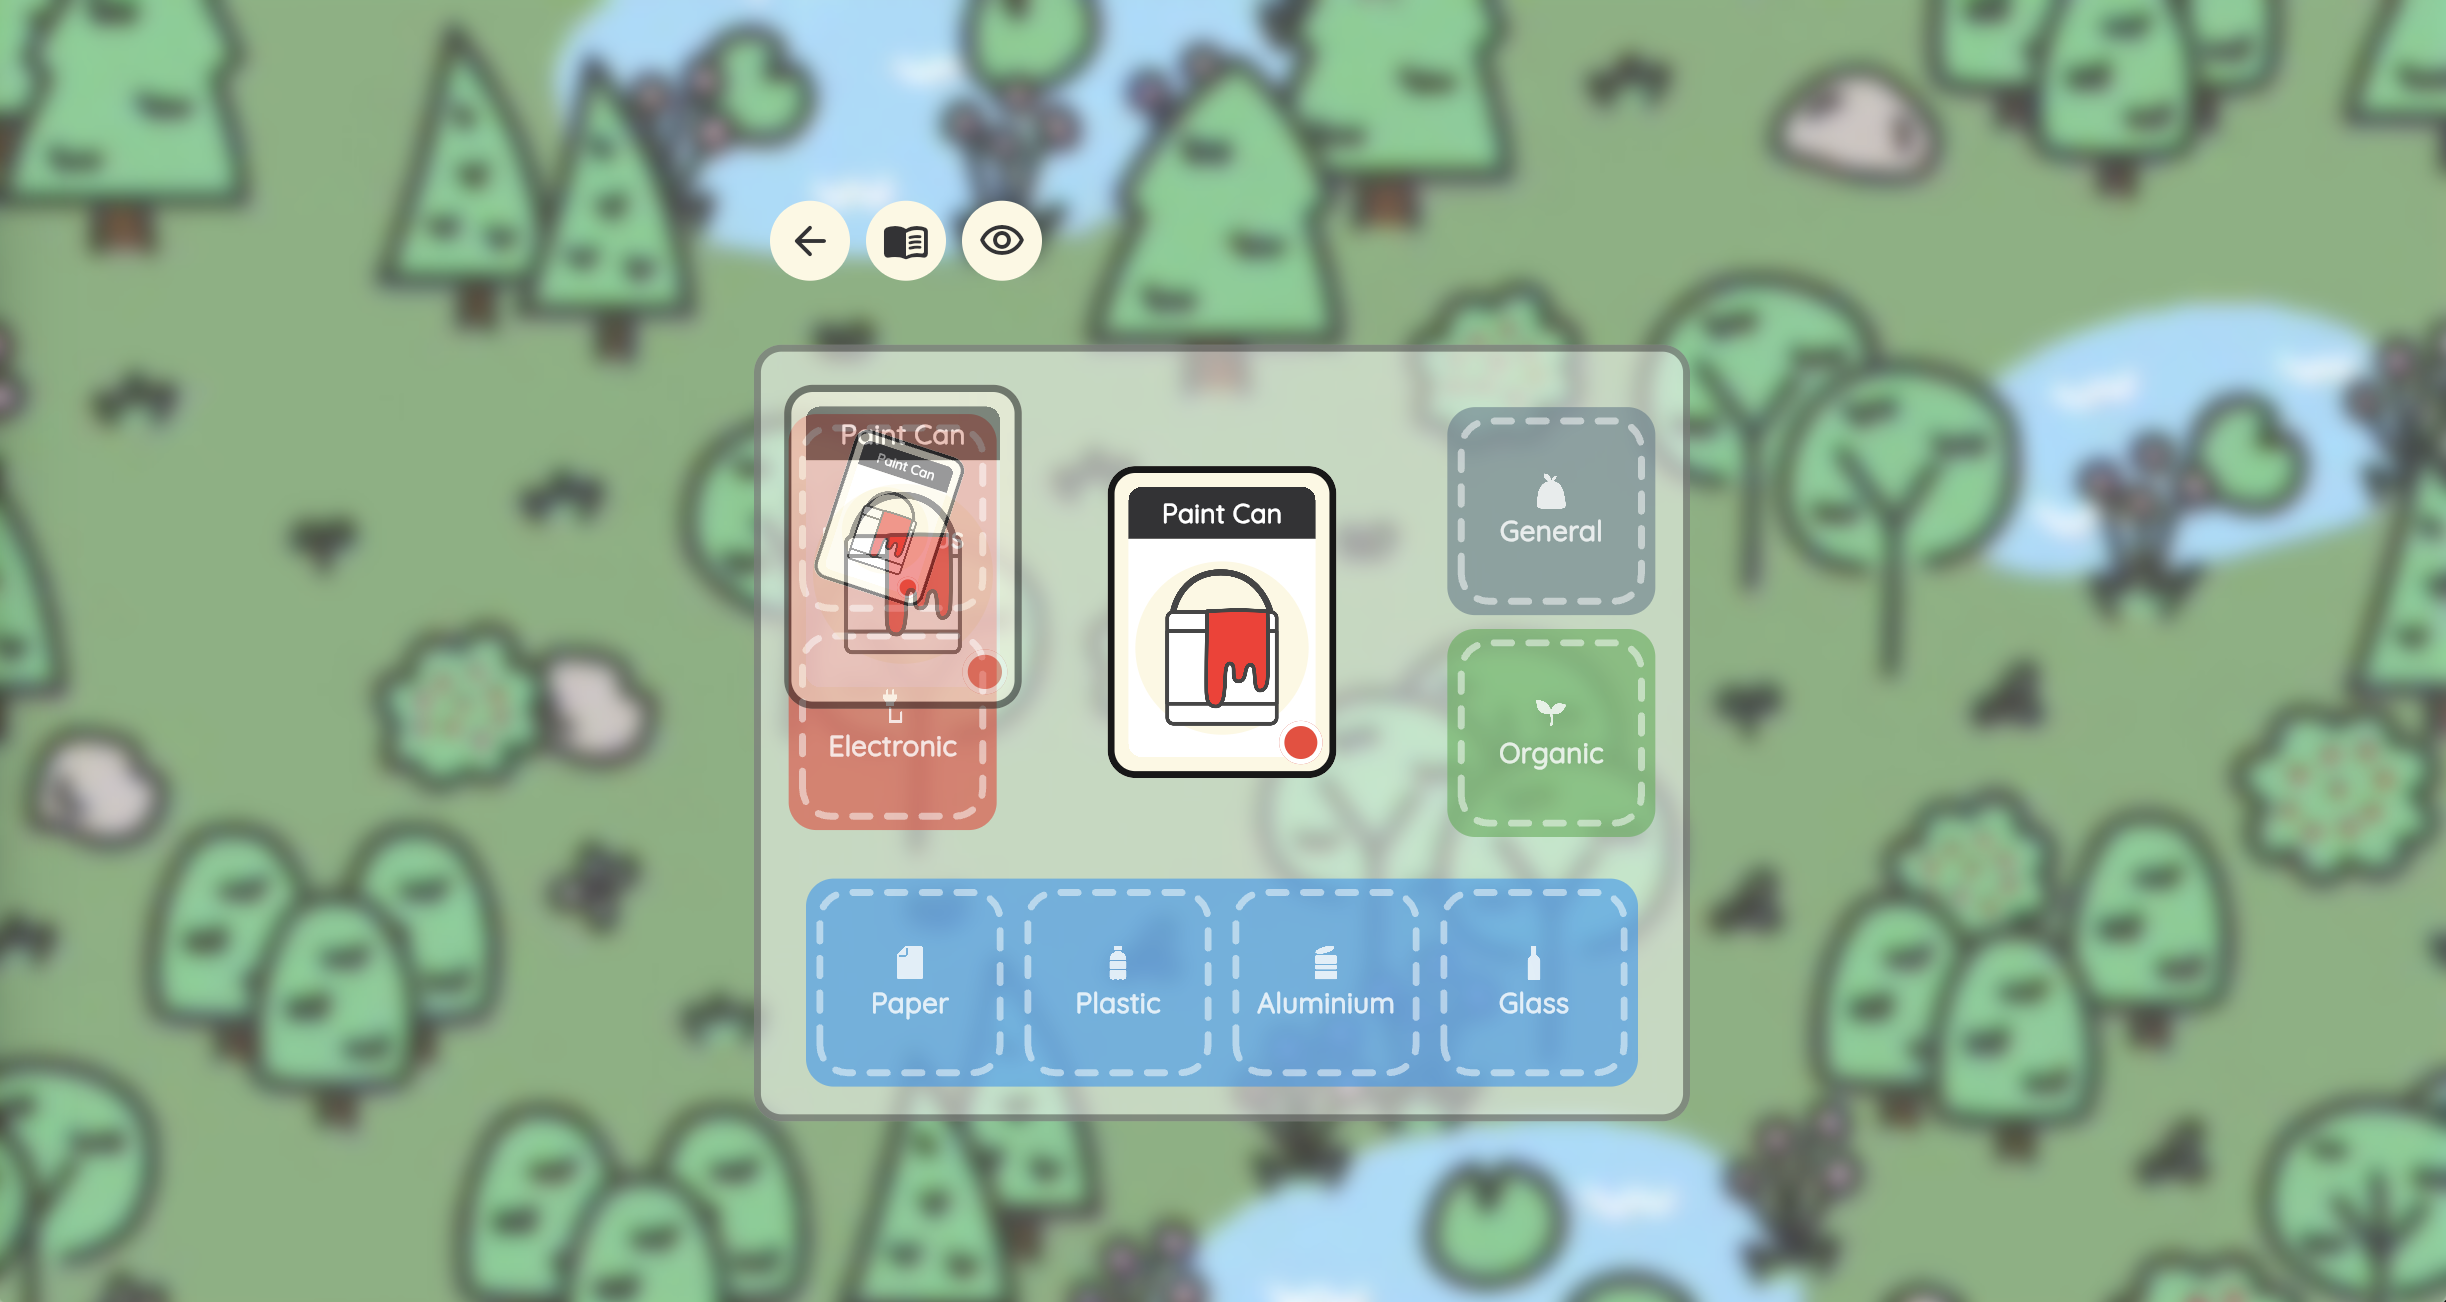 Paint Can
Paint Can
Paint Can
General
Electronic
Organic
Paper
Plastic
Aluminium
Glass